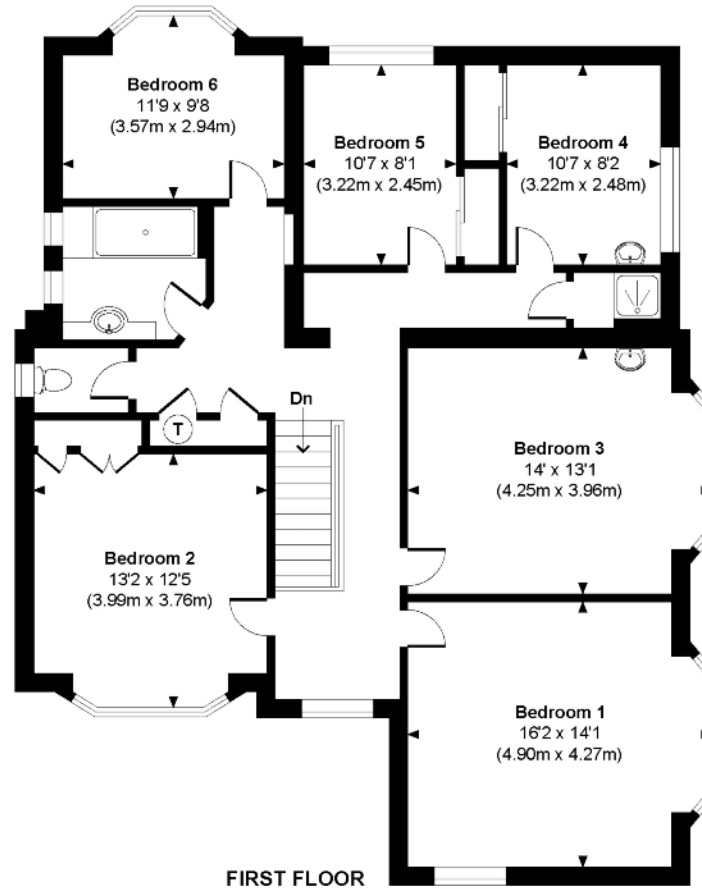 Bedroom 6
11'9 x 9'8
(3.57m x 2.94m)
Bedroom 5
10'7 x 8'1
(3.22m x 2.45m)
Bedroom 4
10'7 x 8'2
(3.22m x 2.48m)
Dn
T
Bedroom 3
14' x 13'1
(4.25m x 3.96m)
Bedroom 2
13'2 x 12'5
(3.99m x 3.76m)
Bedroom 1
16'2 x 14'1
(4.90m x 4.27m)
FIRST FLOOR